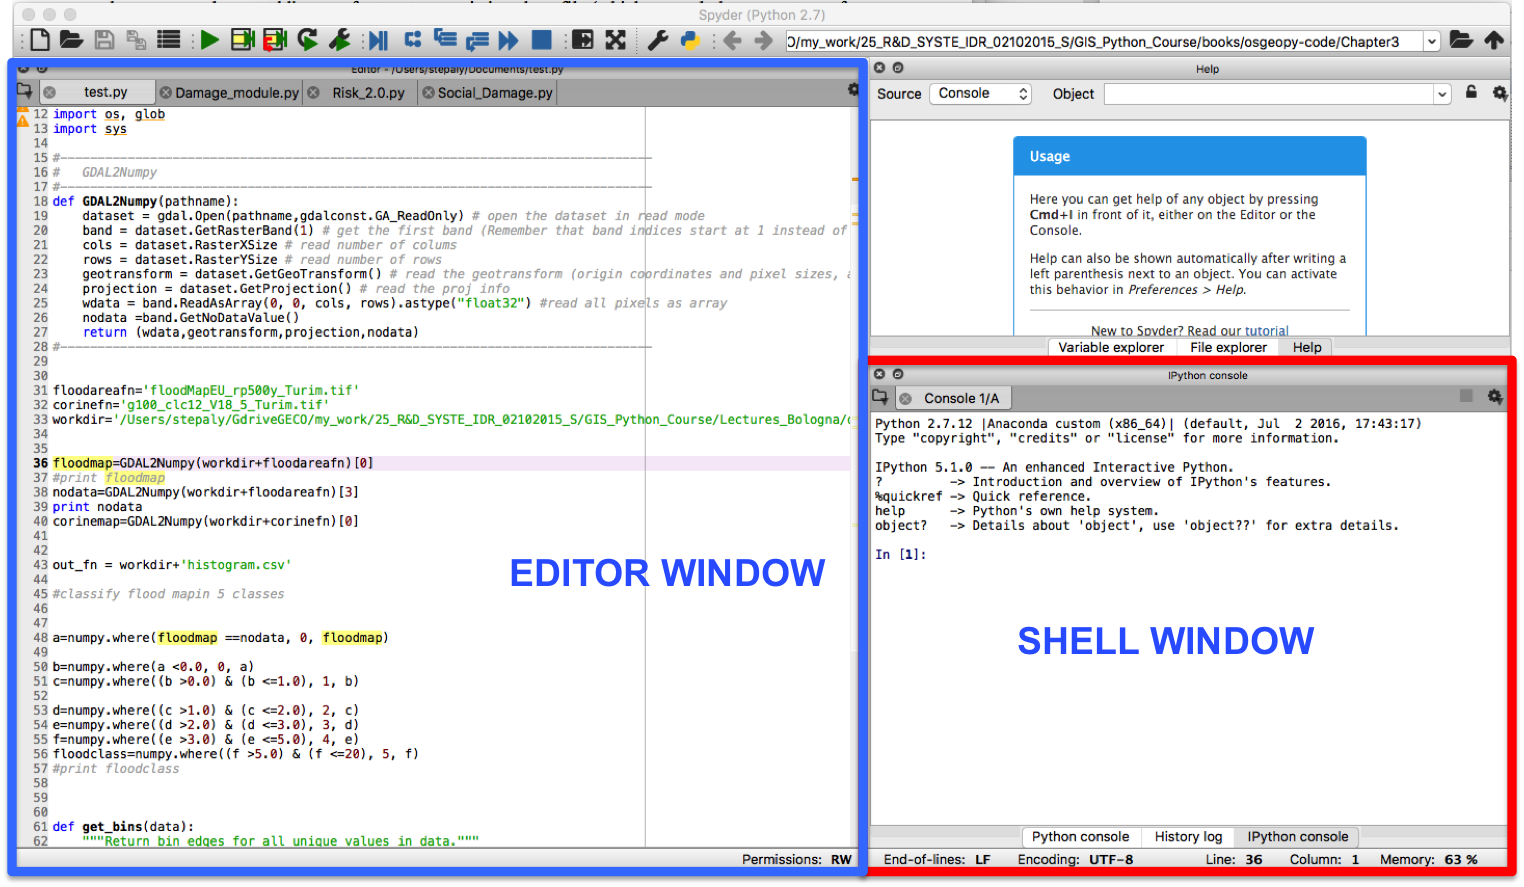 Spyder (Python 2.7)
O/my_work/25_R&D_SYSTE_IDR_02102015_S/GIS_Python_Course/books/osgeopy-code/Chapter3
Editor - /Users/stepaly/Documents/test.py
test.py
Damage_module.py
Risk_2.0.py
Social_Damage.py
12 import os, glob
13 import sys
14
15 #--------------------------------------------------------------------------------
16 #   GDAL2Numpy
17 #--------------------------------------------------------------------------------
18 def GDAL2Numpy(pathname):
19     dataset = gdal.Open(pathname,gdalconst.GA_ReadOnly) # open the dataset in read mode
20     band = dataset.GetRasterBand(1) # get the first band (Remember that band indices start at 1 instead of
21     cols = dataset.RasterXSize # read number of colums
22     rows = dataset.RasterYSize # read number of rows
23     geotransform = dataset.GetGeoTransform() # read the geotransform (origin coordinates and pixel sizes, a
24     projection = dataset.GetProjection() # read the proj info
25     wdata = band.ReadAsArray(0, 0, cols, rows).astype("float32") #read all pixels as array
26     nodata =band.GetNoDataValue()
27     return (wdata,geotransform,projection,nodata)
28 #--------------------------------------------------------------------------------
29
30
31 floodareafn='floodMapEU_rp500y_Turim.tif'
32 corinefn='g100_clc12_V18_5_Turim.tif'
33 workdir='/Users/stepaly/GdriveGECO/my_work/25_R&D_SYSTE_IDR_02102015_S/GIS_Python_Course/Lectures_Bologna/
34
35
36 floodmap=GDAL2Numpy(workdir+floodareafn)[0]
37 #print floodmap
38 nodata=GDAL2Numpy(workdir+floodareafn)[3]
39 print nodata
40 corinemap=GDAL2Numpy(workdir+corinefn)[0]
41
42
43 out_fn = workdir+'histogram.csv'
44
45 #classify flood mapin 5 classes
46
47
48 a=numpy.where(floodmap ==nodata, 0, floodmap)
49
50 b=numpy.where(a <0.0, 0, a)
51 c=numpy.where((b >0.0) & (b <=1.0), 1, b)
52
53 d=numpy.where((c >1.0) & (c <=2.0), 2, c)
54 e=numpy.where((d >2.0) & (d <=3.0), 3, d)
55 f=numpy.where((e >3.0) & (e <=5.0), 4, e)
56 floodclass=numpy.where((f >5.0) & (f <=20), 5, f)
57 #print floodclass
58
59
60
61 def get_bins(data):
62     """Return bin edges for all unique values in data."""
EDITOR WINDOW
Permissions: RW
Help
Source Console Object
Usage
Here you can get help of any object by pressing
Cmd+I in front of it, either on the Editor or the
Console.
Help can also be shown automatically after writing a
left parenthesis next to an object. You can activate
this behavior in Preferences > Help.
New to Spyder? Read our tutorial
Variable explorer File explorer Help
IPython console
Console 1/A
Python 2.7.12 |Anaconda custom (x86_64)| (default, Jul  2 2016, 17:43:17)
Type "copyright", "credits" or "license" for more information.
IPython 5.1.0 -- An enhanced Interactive Python.
?         -> Introduction and overview of IPython's features.
%quickref -> Quick reference.
help      -> Python's own help system.
object?   -> Details about 'object', use 'object??' for extra details.
In [1]:
SHELL WINDOW
Python console History log IPython console
End-of-lines: LF Encoding: UTF-8 Line: 36 Column: 1 Memory: 63 %